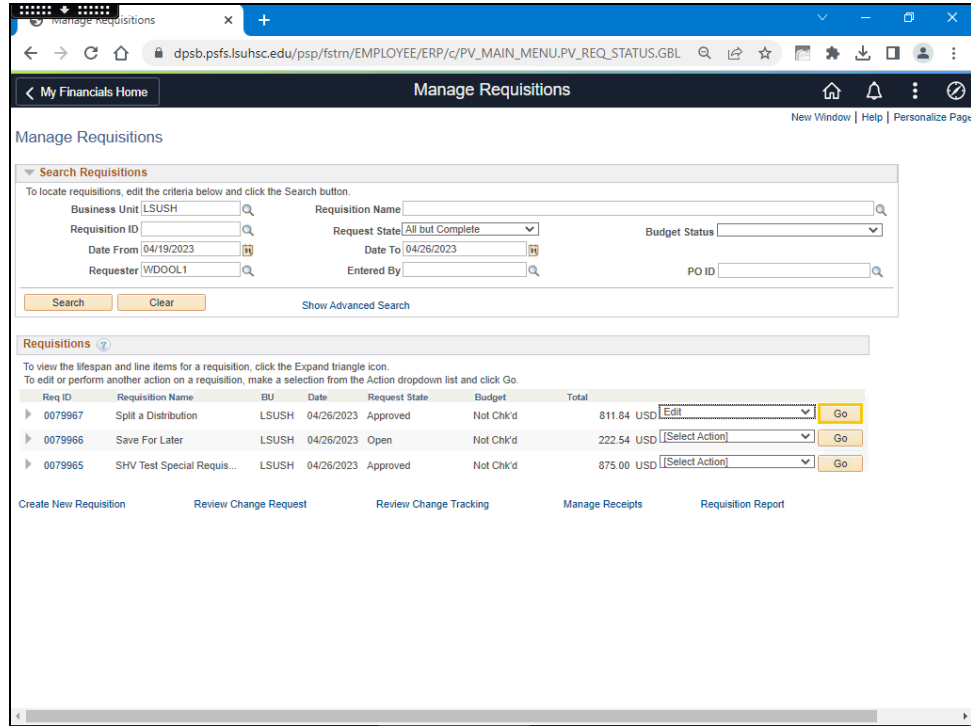 Manage Requisitions
dpsb.psfs.lsuhsc.edu/psp/fstrn/EMPLOYEE/ERP/c/PV_MAIN_MENU.PV_REQ_STATUS.GBL
My Financials Home Manage Requisitions
New Window | Help | Personalize Page
Manage Requisitions
Search Requisitions
To locate requisitions, edit the criteria below and click the Search button.
Business Unit LSUSH Requisition Name
Requisition ID Request State All but Complete Budget Status
Date From 04/19/2023 Date To 04/26/2023
Requester WDOOL1 Entered By PO ID
Search Clear Show Advanced Search
Requisitions ?
To view the lifespan and line items for a requisition, click the Expand triangle icon.
To edit or perform another action on a requisition, make a selection from the Action dropdown list and click Go.
Req ID Requisition Name BU Date Request State Budget Total
0079967 Split a Distribution LSUSH 04/26/2023 Approved Not Chk'd 811.84 USD Edit Go
0079966 Save For Later LSUSH 04/26/2023 Open Not Chk'd 222.54 USD [Select Action] Go
0079965 SHV Test Special Requis... LSUSH 04/26/2023 Approved Not Chk'd 875.00 USD [Select Action] Go
Create New Requisition Review Change Request Review Change Tracking Manage Receipts Requisition Report